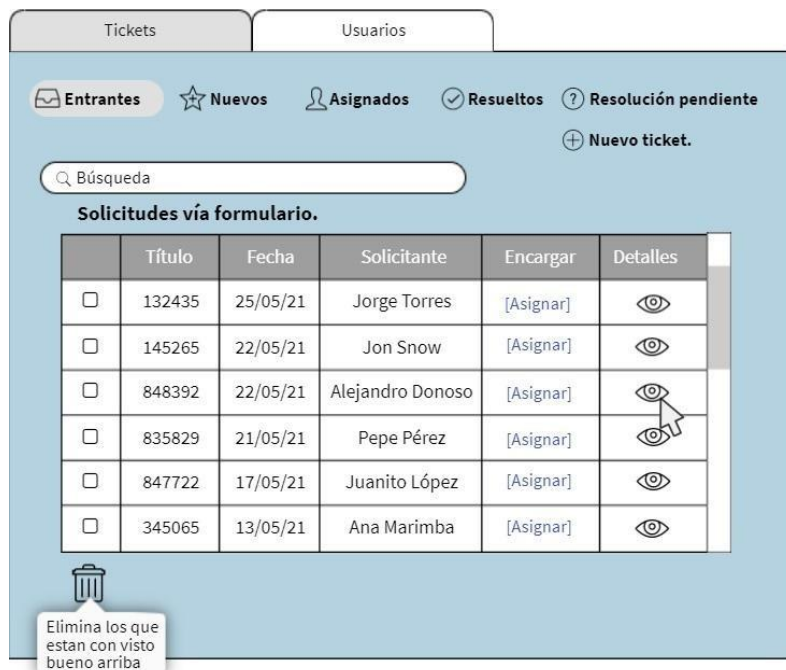 Tickets Usuarios
Entrantes Nuevos Asignados Resueltos ? Resolución pendiente
Nuevo ticket.
Búsqueda
Solicitudes vía formulario.
Título Fecha Solicitante Encargar Detalles
132435 25/05/21 Jorge Torres [Asignar]
145265 22/05/21 Jon Snow [Asignar]
848392 22/05/21 Alejandro Donoso [Asignar]
835829 21/05/21 Pepe Pérez [Asignar]
847722 17/05/21 Juanito López [Asignar]
345065 13/05/21 Ana Marimba [Asignar]
Elimina los que
estan con visto
bueno arriba